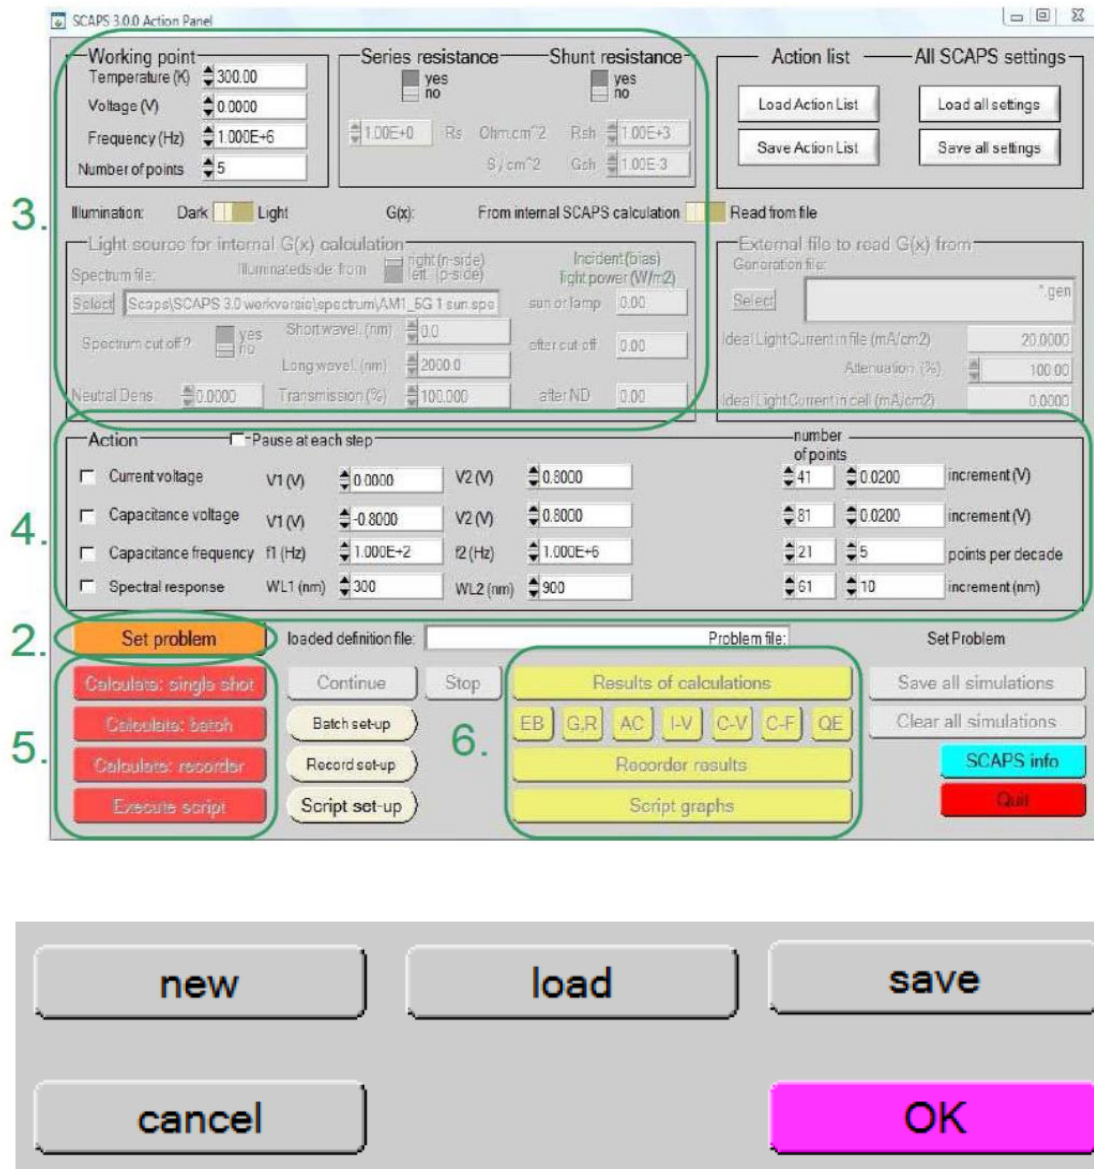 SCAPS 3.0.0 Action Panel
Working point
Temperature (K) 300.00
Voltage (V) 0.0000
Frequency (Hz) 1.000E+6
Number of points 5
Series resistance Shunt resistance
yes yes
no no
1.00E+0 Rs Ohm.cm^2 Rsh 1.00E+3
S / cm^2 Gsh 1.00E-3
Action list All SCAPS settings
Load Action List Load all settings
Save Action List Save all settings
3.
Illumination: Dark Light G(x): From internal SCAPS calculation Read from file
Light source for internal G(x) calculation
Spectrum file: Illuminated side: from right (n-side)
left (p-side)
Incident (bias)
light power (W/m2)
Select Scaps\SCAPS 3.0 werkversie\spectrum\AM1_5G 1 sun.spe sun or lamp 0.00
Spectrum cut off ? yes
no
Short wavel. (nm) 0.0
Long wavel. (nm) 2000.0
after cut off 0.00
Neutral Dens. 0.0000 Transmission (%) 100.000 after ND 0.00
External file to read G(x) from
Generation file:
Select *.gen
Ideal Light Current in file (mA/cm2) 20.0000
Attenuation (%) 100.00
Ideal Light Current in cell (mA/cm2) 0.0000
4.
Action Pause at each step number
of points
Current voltage V1 (V) 0.0000 V2 (V) 0.8000 41 0.0200 increment (V)
Capacitance voltage V1 (V) -0.8000 V2 (V) 0.8000 81 0.0200 increment (V)
Capacitance frequency f1 (Hz) 1.000E+2 f2 (Hz) 1.000E+6 21 5 points per decade
Spectral response WL1 (nm) 300 WL2 (nm) 900 61 10 increment (nm)
2. Set problem loaded definition file: Problem file: Set Problem
5.
Calculate: single shot Continue Stop Results of calculations Save all simulations
Calculate: batch Batch set-up 6. EB G,R AC I-V C-V C-F QE Clear all simulations
Calculate: recorder Record set-up Recorder results SCAPS info
Execute script Script set-up Script graphs Quit
new load save
cancel OK